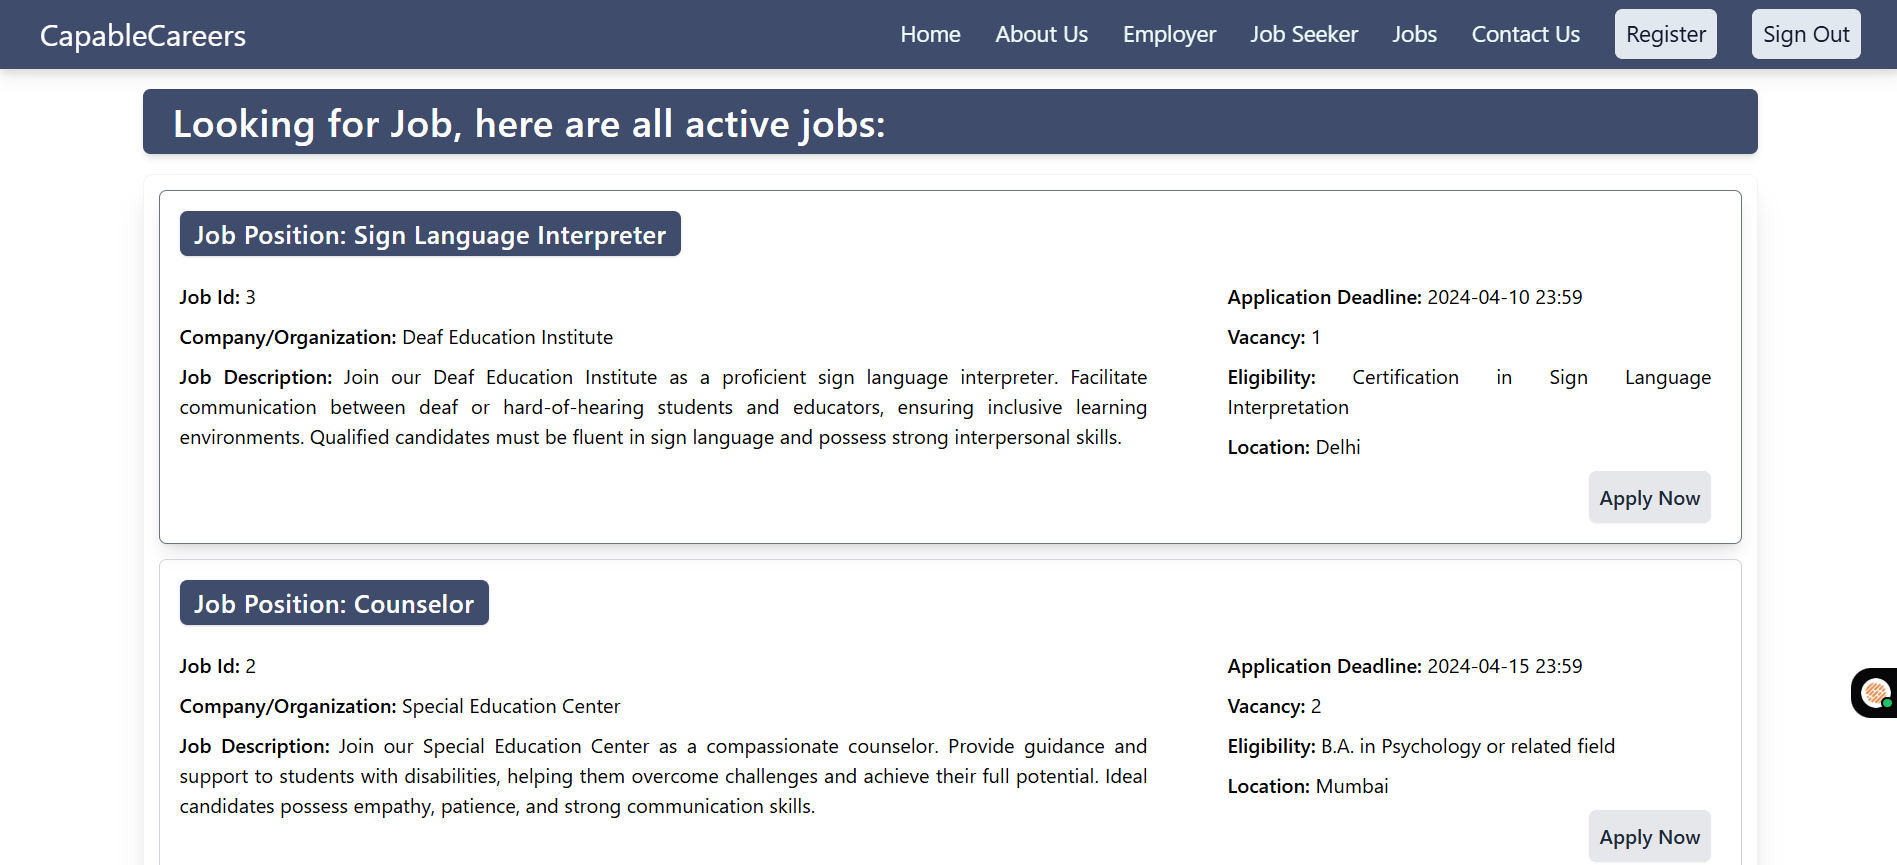 CapableCareers
Home About Us Employer Job Seeker Jobs Contact Us Register Sign Out
Looking for Job, here are all active jobs:
Job Position: Sign Language Interpreter
Job Id: 3
Company/Organization: Deaf Education Institute
Job Description: Join our Deaf Education Institute as a proficient sign language interpreter. Facilitate
communication between deaf or hard-of-hearing students and educators, ensuring inclusive learning
environments. Qualified candidates must be fluent in sign language and possess strong interpersonal skills.
Application Deadline: 2024-04-10 23:59
Vacancy: 1
Eligibility: Certification in Sign Language
Interpretation
Location: Delhi
Apply Now
Job Position: Counselor
Job Id: 2
Company/Organization: Special Education Center
Job Description: Join our Special Education Center as a compassionate counselor. Provide guidance and
support to students with disabilities, helping them overcome challenges and achieve their full potential. Ideal
candidates possess empathy, patience, and strong communication skills.
Application Deadline: 2024-04-15 23:59
Vacancy: 2
Eligibility: B.A. in Psychology or related field
Location: Mumbai
Apply Now